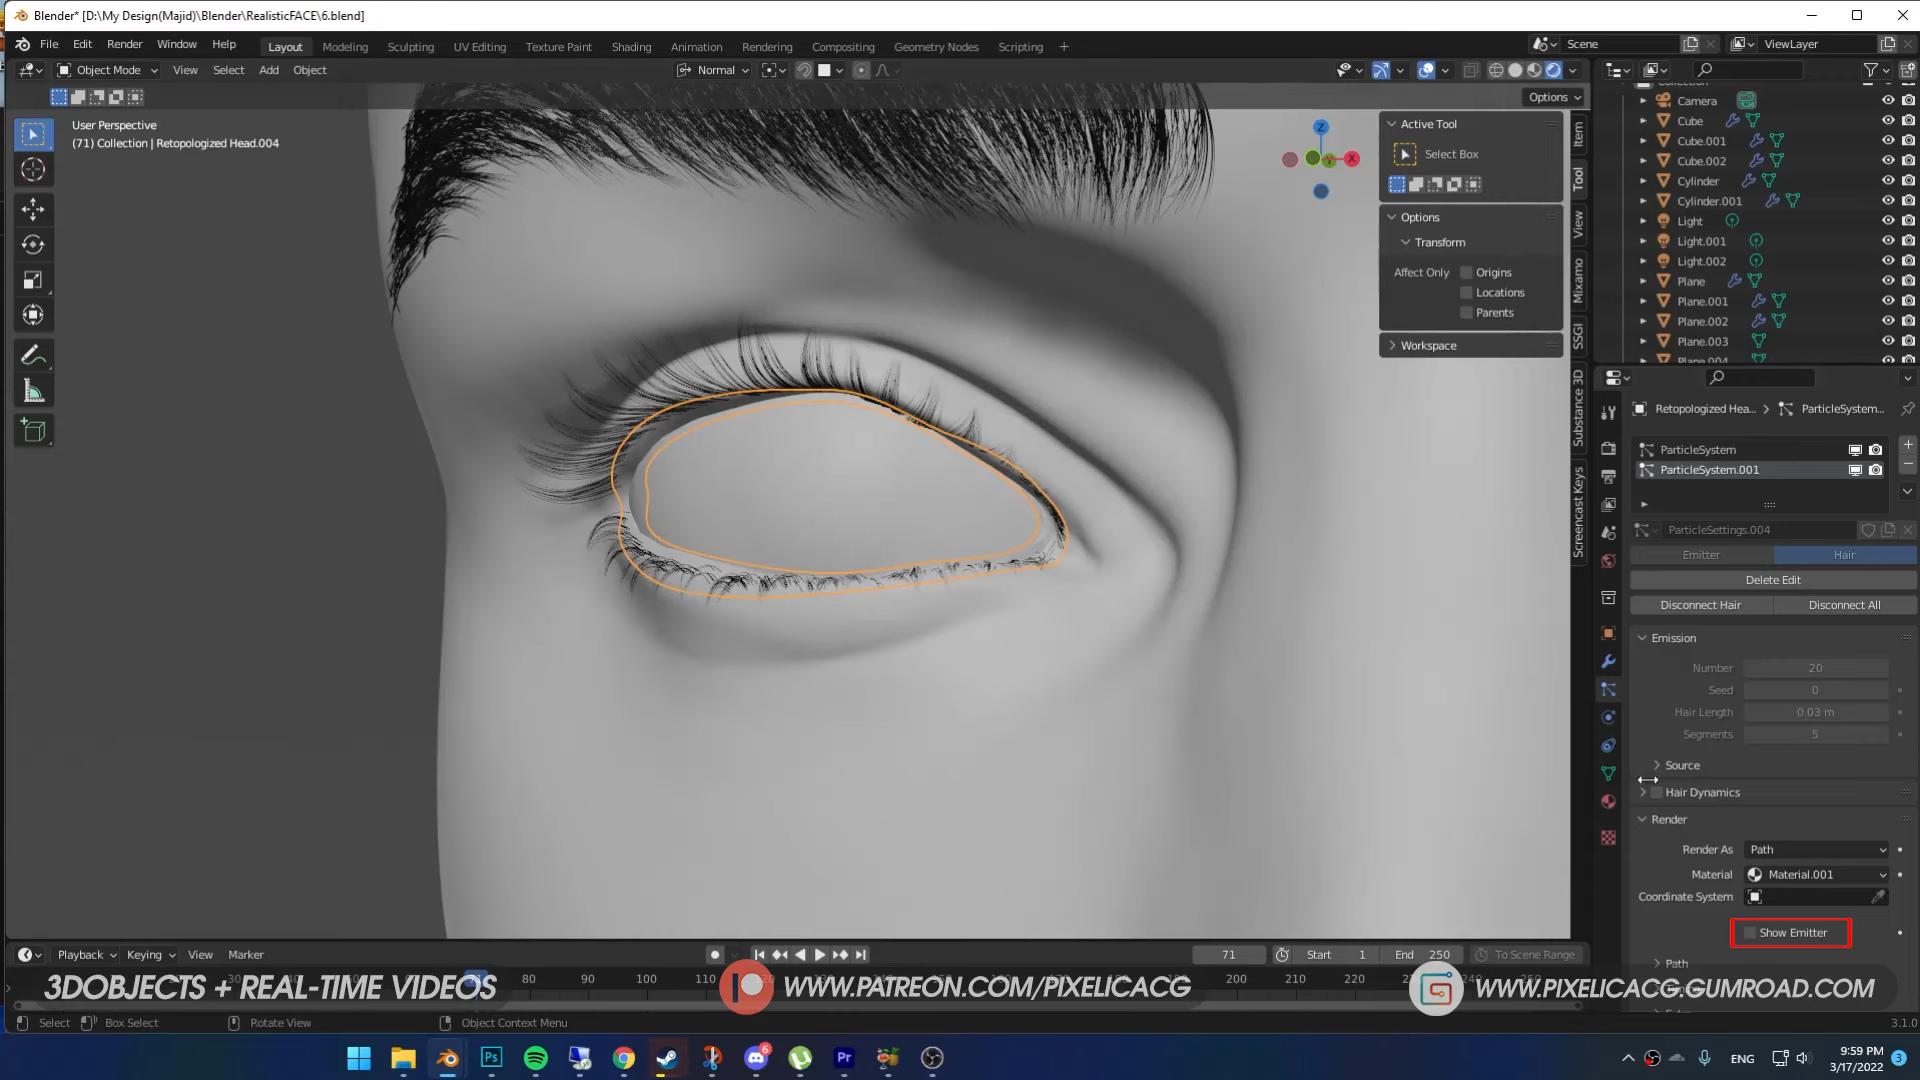 Blender* [D:\My Design(Majid)\Blender\RealisticFACE\6.blend]
File Edit Render Window Help Layout Modeling Sculpting UV Editing Texture Paint Shading Animation Rendering Compositing Geometry Nodes Scripting + Scene ViewLayer
Object Mode View Select Add Object Normal
Options
User Perspective
(71) Collection | Retopologized Head.004
Z
X
Y
Active Tool
Select Box
Options
Transform
Affect Only Origins
Locations
Parents
Workspace
Item
Tool
View
Mixamo
SSGI
Substance 3D
Screencast Keys
Camera
Cube
Cube.001
Cube.002
Cylinder
Cylinder.001
Light
Light.001
Light.002
Plane
Plane.001
Plane.002
Plane.003
Plane.004
Retopologized Hea... > ParticleSystem...
ParticleSystem
ParticleSystem.001
ParticleSettings.004
Emitter Hair
Delete Edit
Disconnect Hair Disconnect All
Emission
Number 20
Seed 0
Hair Length 0.03 m
Segments 5
Source
Hair Dynamics
Render
Render As Path
Material Material.001
Coordinate System
Show Emitter
Path
Playback Keying View Marker 71 Start 1 End 250 To Scene Range
80 90 100 110 200 210 220
3DOBJECTS + REAL-TIME VIDEOS WWW.PATREON.COM/PIXELICACG WWW.PIXELICACG.GUMROAD.COM
Select Box Select Rotate View Object Context Menu 3.1.0
Ps Pr 6 ENG 9:59 PM
3/17/2022 3